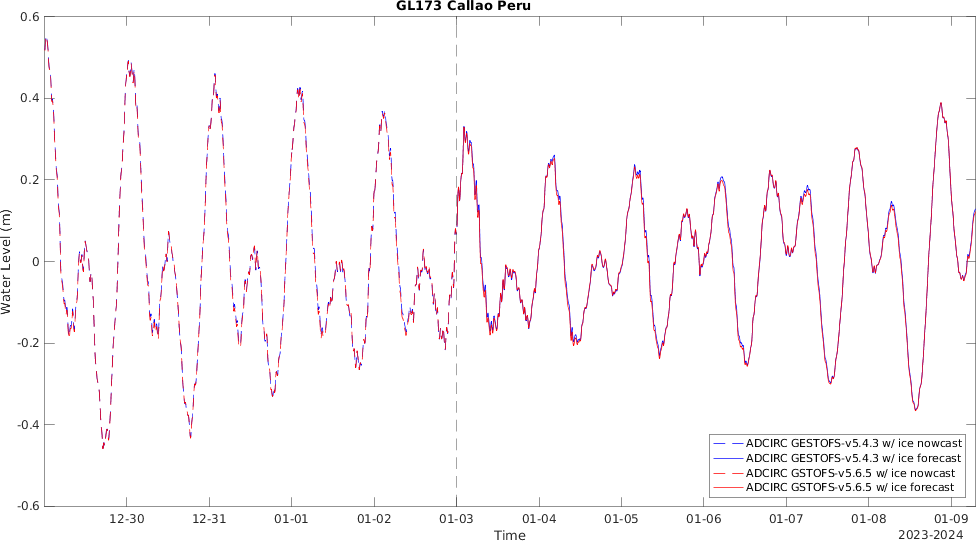 GL173 Callao Peru
0.6
0.4
0.2
0
-0.2
-0.4
-0.6
Water Level (m)
ADCIRC GESTOFS-v5.4.3 w/ ice nowcast
ADCIRC GESTOFS-v5.4.3 w/ ice forecast
ADCIRC GSTOFS-v5.6.5 w/ ice nowcast
ADCIRC GSTOFS-v5.6.5 w/ ice forecast
12-30 12-31 01-01 01-02 01-03 01-04 01-05 01-06 01-07 01-08 01-09
Time
2023-2024